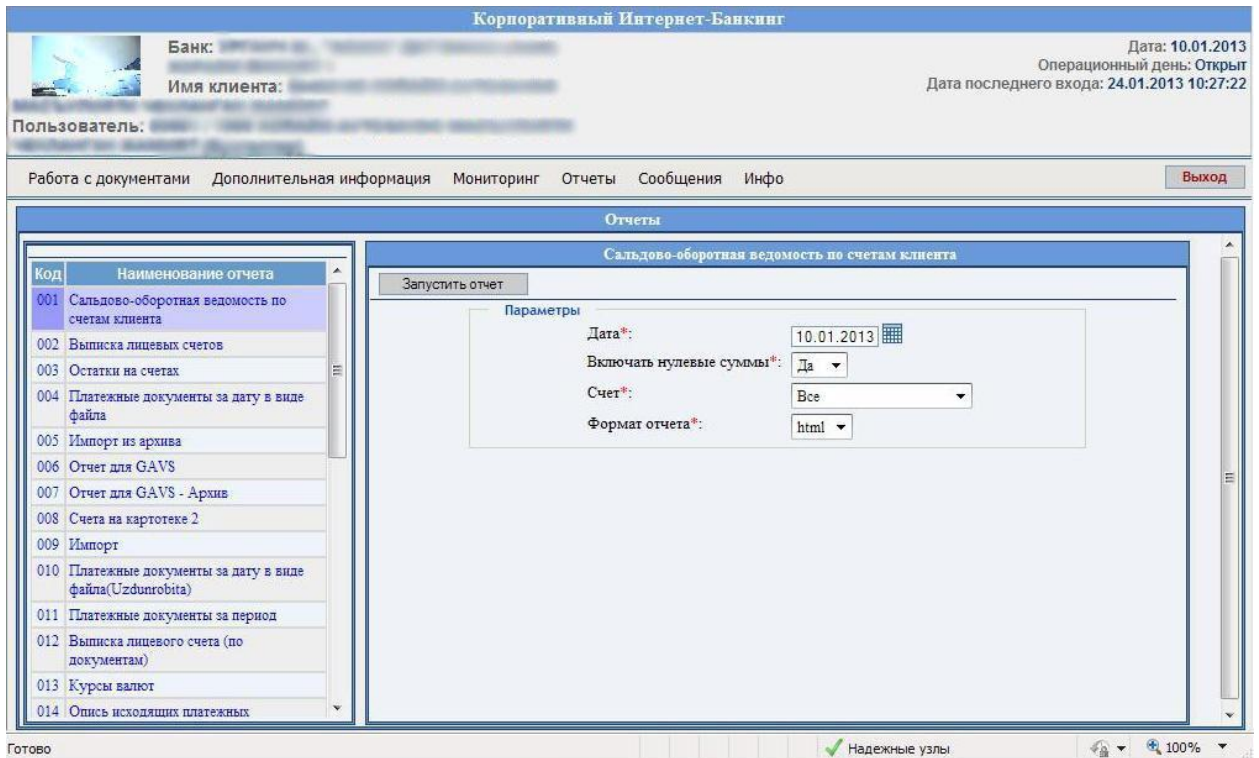 Корпоративный Интернет-Банкинг
Банк:
Имя клиента:
Пользователь:
Дата: 10.01.2013
Операционный день: Открыт
Дата последнего входа: 24.01.2013 10:27:22
Работа с документами Дополнительная информация Мониторинг Отчеты Сообщения Инфо Выход
Отчеты
Код Наименование отчета
001 Сальдово-оборотная ведомость по
счетам клиента
002 Выписка лицевых счетов
003 Остатки на счетах
004 Платежные документы за дату в виде
файла
005 Импорт из архива
006 Отчет для GAVS
007 Отчет для GAVS - Архив
008 Счета на картотеке 2
009 Импорт
010 Платежные документы за дату в виде
файла(Uzdunrobita)
011 Платежные документы за период
012 Выписка лицевого счета (по
документам)
013 Курсы валют
014 Опись исходящих платежных
Сальдово-оборотная ведомость по счетам клиента
Запустить отчет
Параметры
Дата*: 10.01.2013
Включать нулевые суммы*: Да
Счет*: Все
Формат отчета*: html
Готово Надежные узлы 100%